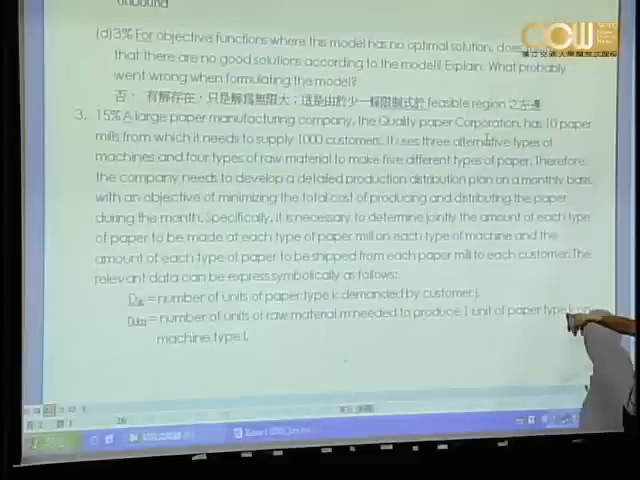 unbound
(d)3% For objective functions where this model has no optimal solution, does
that there are no good solutions according to the model? Explain. What probably
went wrong when formulating the model?
否， 有解存在，只是解為無限大；這是由於少一條限制式於 feasible region 之左邊
3. 15% A large paper manufacturing company, the Quality paper Corporation, has 10 paper
mills from which it needs to supply 1000 customers. It uses three alternative types of
machines and four types of raw material to make five different types of paper. Therefore,
the company needs to develop a detailed production distribution plan on a monthly basis,
with an objective of minimizing the total cost of producing and distributing the paper
during the month. Specifically, it is necessary to determine jointly the amount of each type
of paper to be made at each type of paper mill on each type of machine and the
amount of each type of paper to be shipped from each paper mill to each customer. The
relevant data can be express symbolically as follows:
= number of units of paper type k demanded by customer j,
= number of units of raw material m needed to produce 1 unit of paper type k on
machine type l,